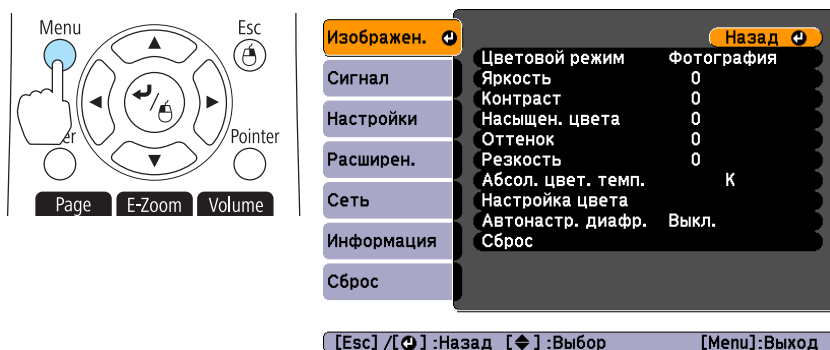 Menu
Esc
er
Pointer
Page E-Zoom Volume
Изображен.
Сигнал
Настройки
Расширен.
Сеть
Информация
Сброс
Назад
Цветовой режим Фотография
Яркость 0
Контраст 0
Насыщен. цвета 0
Оттенок 0
Резкость 0
Абсол. цвет. темп. K
Настройка цвета
Автонастр. диафр. Выкл.
Сброс
[Esc] /[ ] :Назад [ ] :Выбор [Menu]:Выход